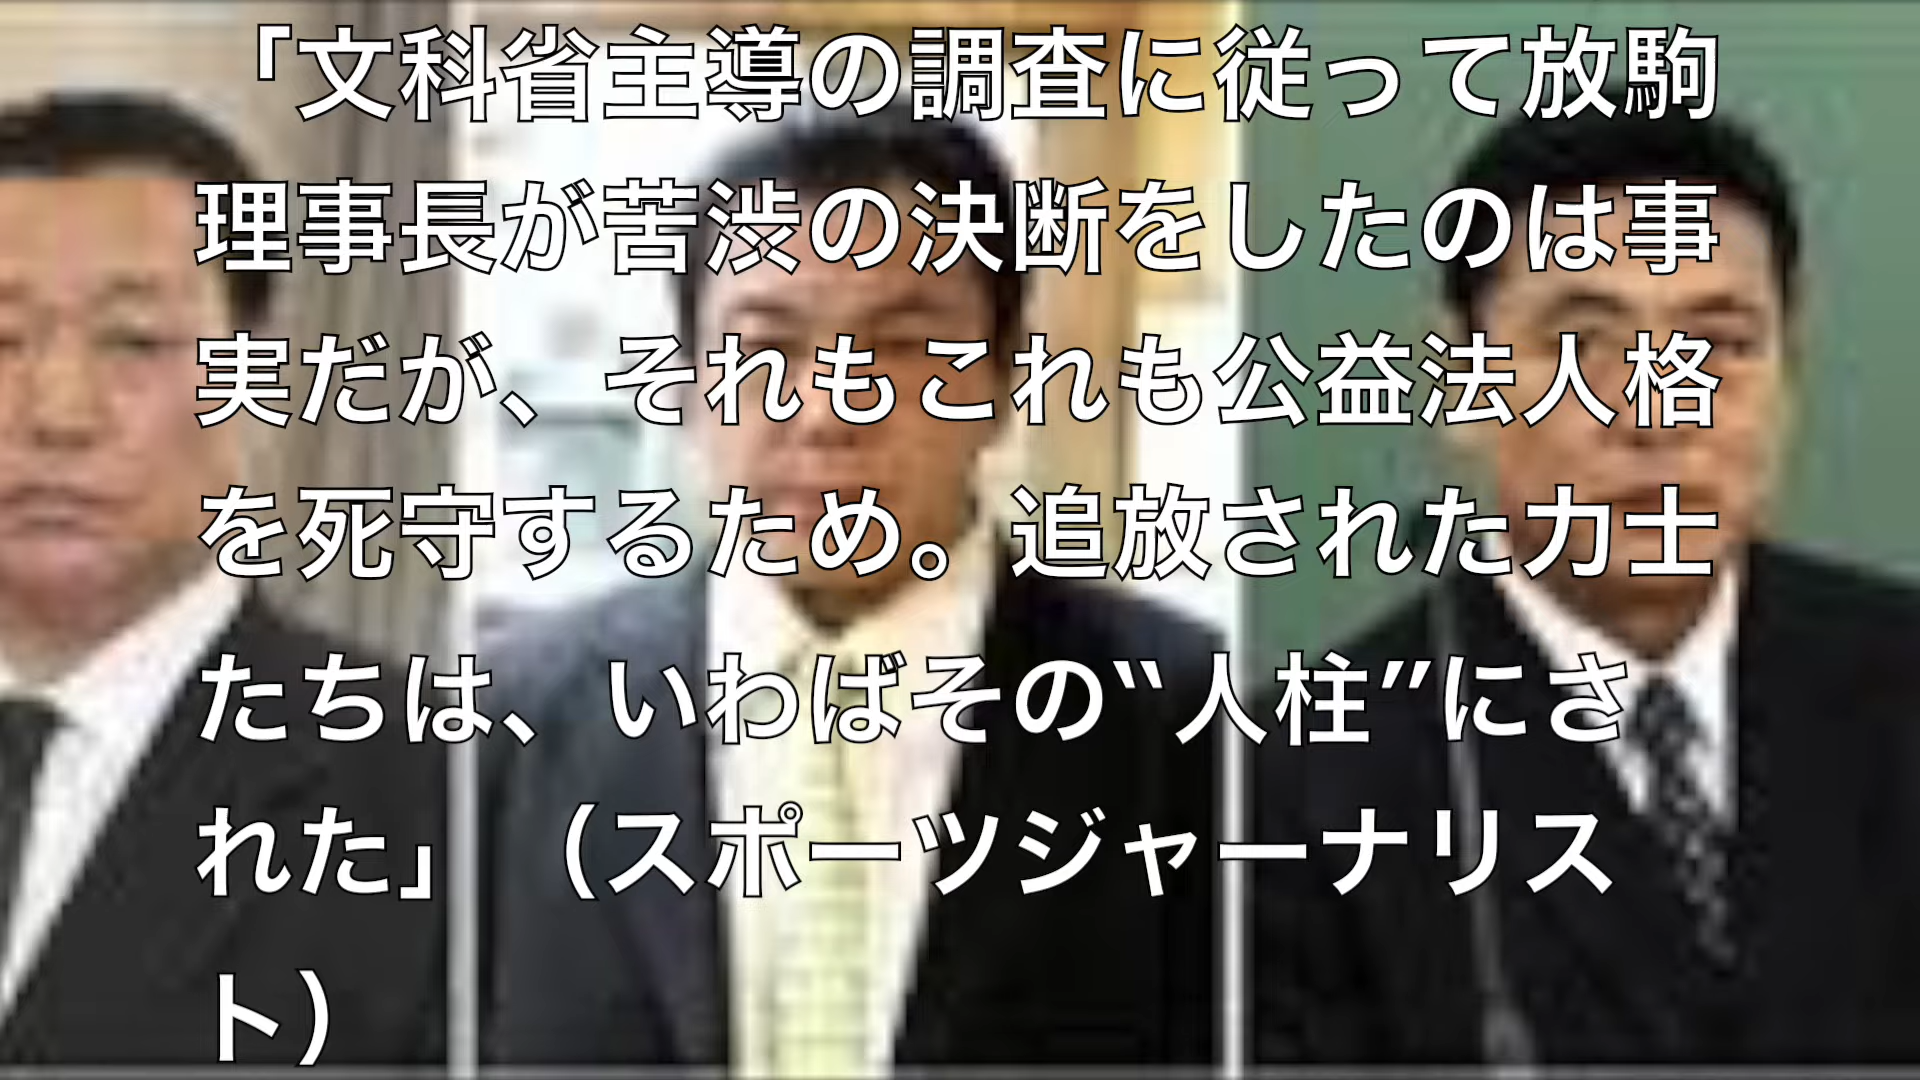 「文科省主導の調査に従って放駒
理事長が苦渋の決断をしたのは事
実だが、それもこれも公益法人格
を死守するため。追放された力士
たちは、いわばその‟人柱”にさ
れた」（スポーツジャーナリス
ト）